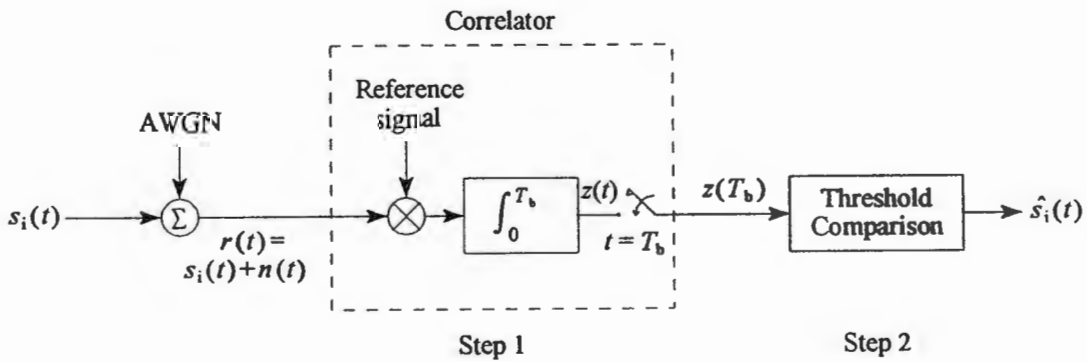 Correlator
Reference
signal
AWGN
s_i(t)
Σ
r(t) =
s_i(t)+n(t)
∫_0^{T_b}
z(t)
t = T_b
z(T_b)
Threshold
Comparison
ŝ_i(t)
Step 1
Step 2